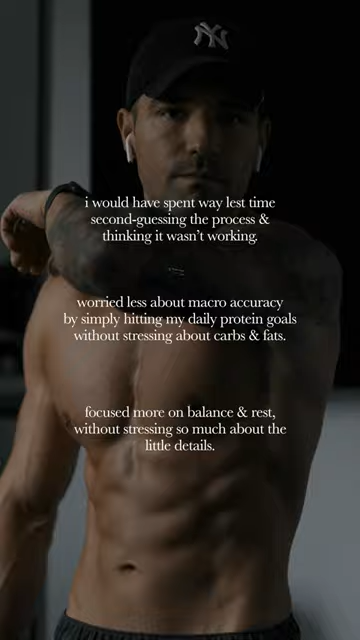 NY
i would have spent way lest time
second-guessing the process &
thinking it wasn't working.
worried less about macro accuracy
by simply hitting my daily protein goals
without stressing about carbs & fats.
focused more on balance & rest,
without stressing so much about the
little details.